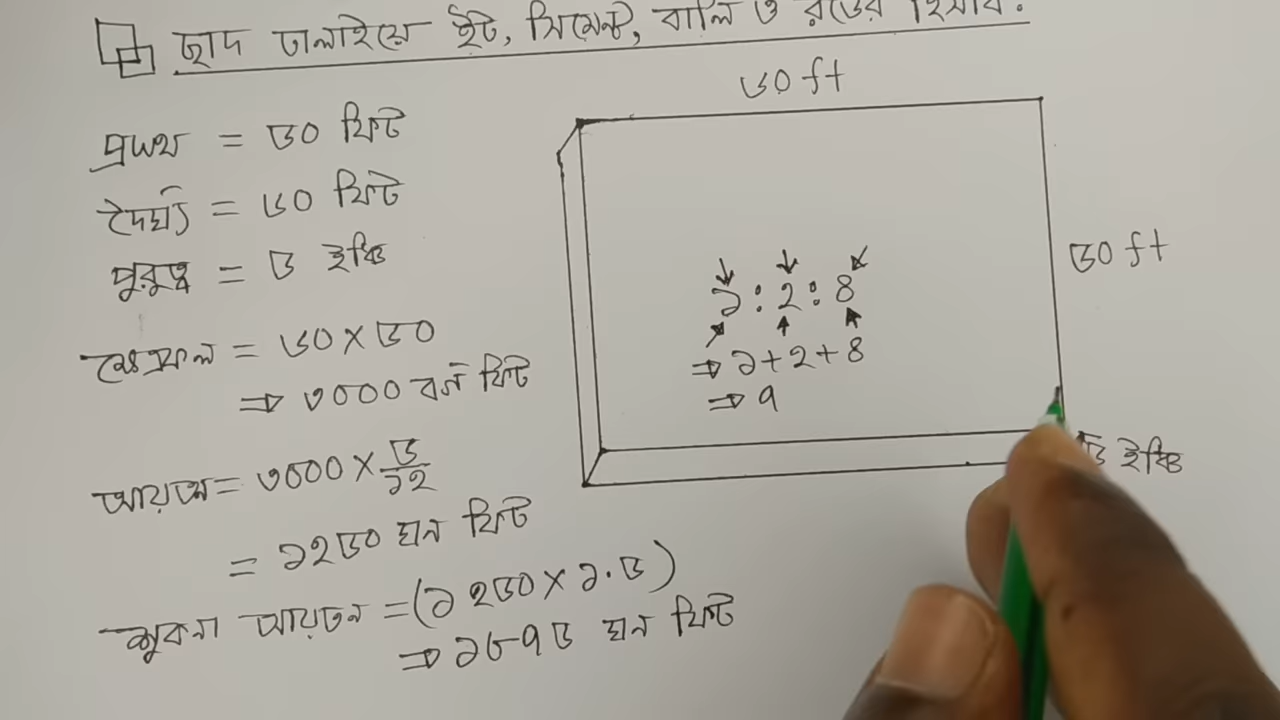 ছাদ ঢালাইয়ে ইট, সিমেন্ট, বালি ও রডের হিসাব।
প্রস্থ = ৫০ ফিট
দৈর্ঘ্য = ৬০ ফিট
পুরুত্ব = ৫ ইঞ্চি
ক্ষেত্রফল = ৬০ × ৫০
⇒ ৩০০০ বর্গ ফিট
আয়তন = ৩০০০ × ৫/১২
= ১২৫০ ঘন ফিট
শুকনা আয়তন = (১২৫০ × ১.৫)
⇒ ১৮৭৫ ঘন ফিট
৬০ ft
৫০ ft
১ : ২ : ৪
⇒ ১ + ২ + ৪
⇒ ৭
৫ ইঞ্চি